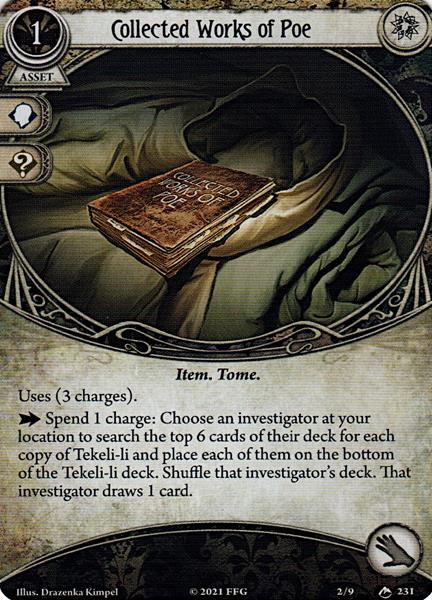 1
Collected Works of Poe
ASSET
?
COLLECTED
WORKS OF
POE
Item. Tome.
Uses (3 charges).
Spend 1 charge: Choose an investigator at your
location to search the top 6 cards of their deck for each
copy of Tekeli-li and place each of them on the bottom
of the Tekeli-li deck. Shuffle that investigator's deck. That
investigator draws 1 card.
Illus. Drazenka Kimpel
© 2021 FFG
2/9
231